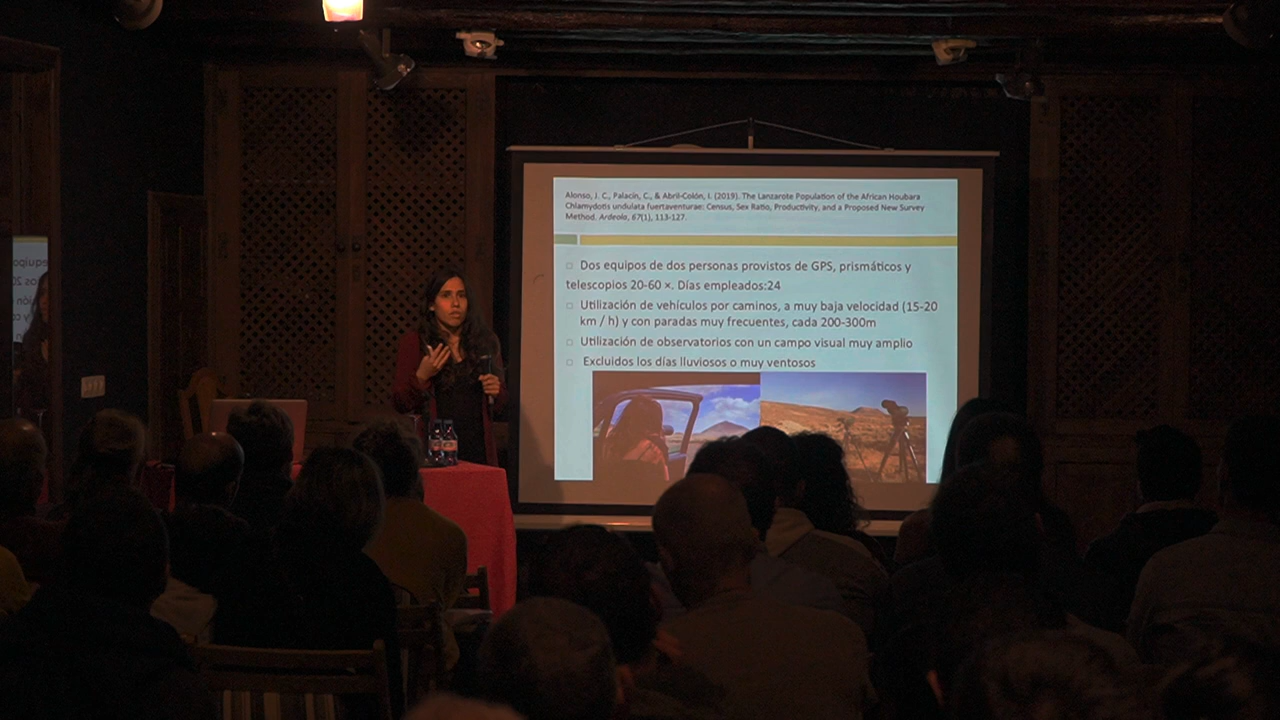 Alonso, J. C., Palacín, C., & Abril-Colón, I. (2019). The Lanzarote Population of the African Houbara
Chlamydotis undulata fuertaventurae: Census, Sex Ratio, Productivity, and a Proposed New Survey
Method. Ardeola, 67(1), 113-127.
Dos equipos de dos personas provistos de GPS, prismáticos y
telescopios 20-60 ×. Días empleados:24
Utilización de vehículos por caminos, a muy baja velocidad (15-20
km / h) y con paradas muy frecuentes, cada 200-300m
Utilización de observatorios con un campo visual muy amplio
Excluidos los días lluviosos o muy ventosos